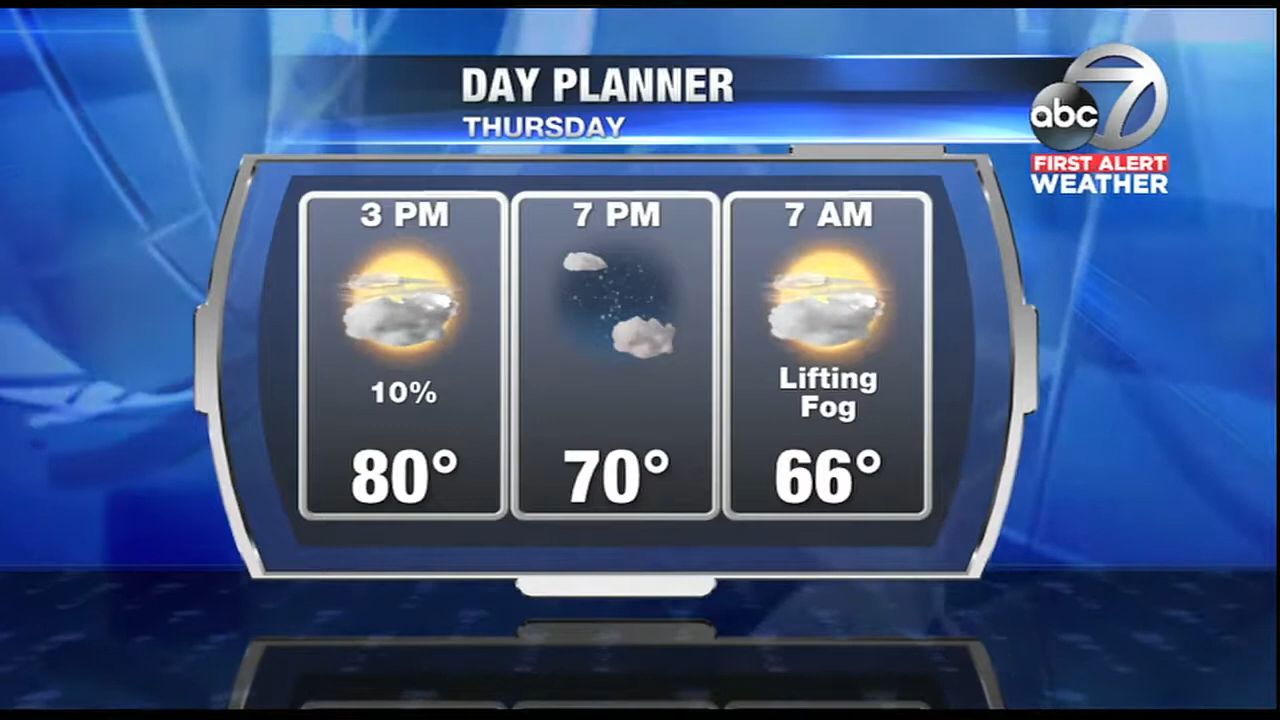 DAY PLANNER
THURSDAY
abc 7
FIRST ALERT
WEATHER
3 PM
10%
80°
7 PM
70°
7 AM
Lifting
Fog
66°